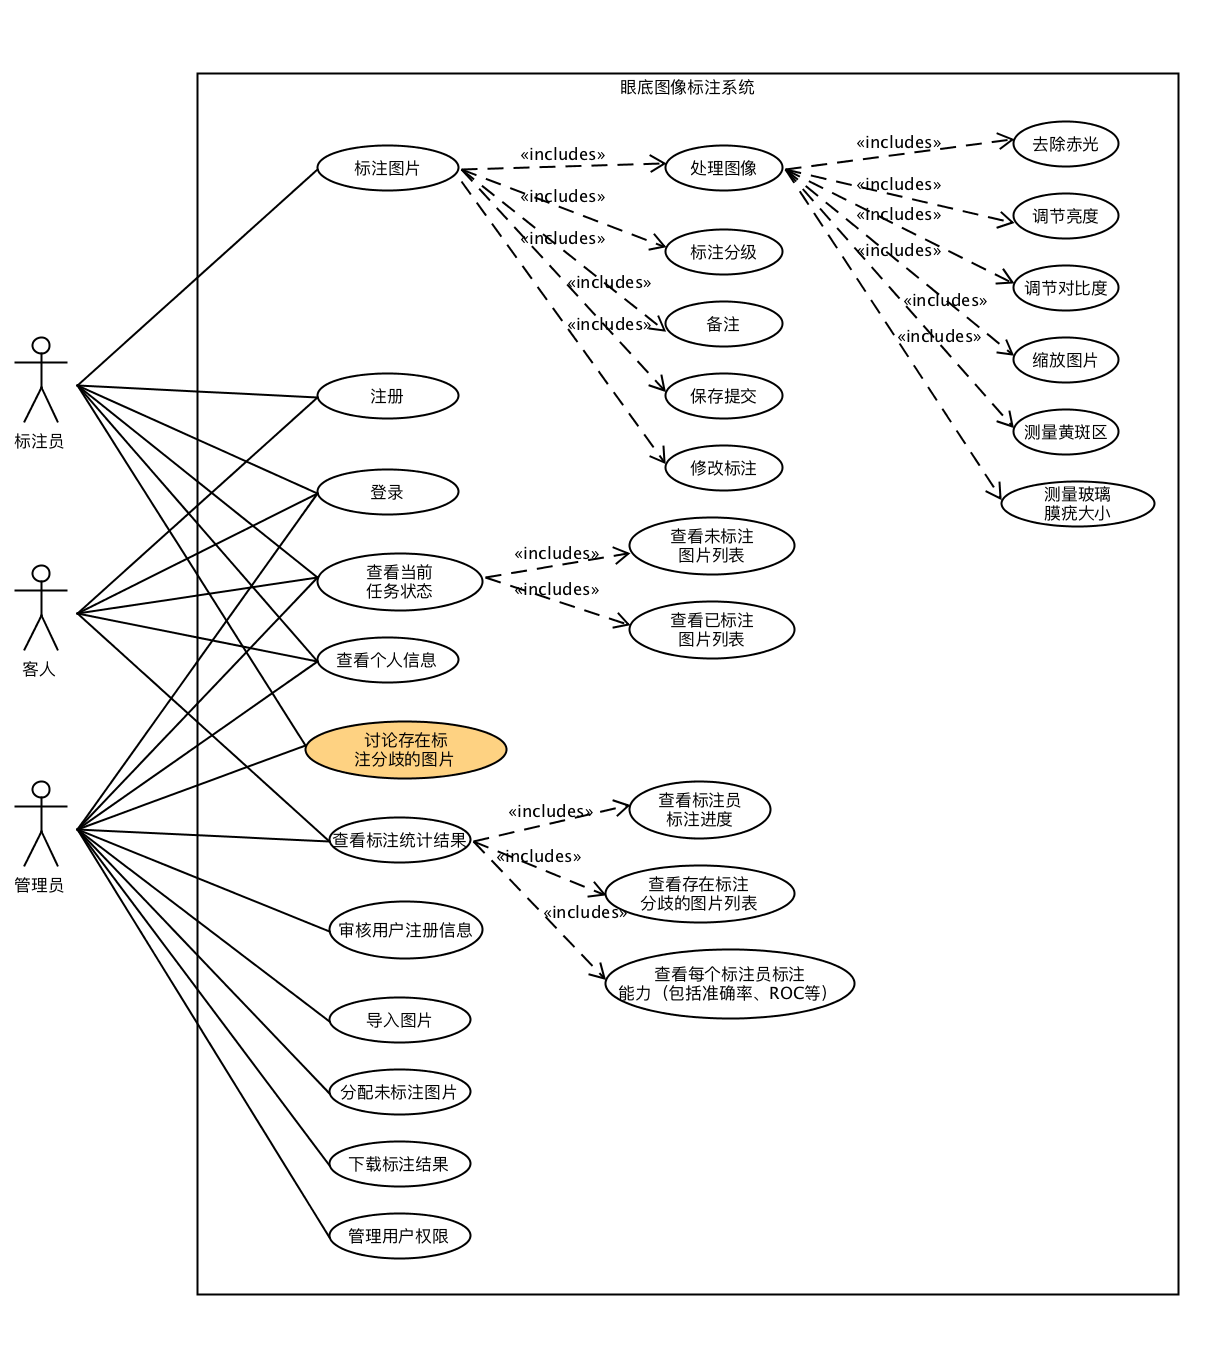 眼底图像标注系统
标注员
客人
管理员
标注图片
注册
登录
查看当前
任务状态
查看个人信息
讨论存在标
注分歧的图片
查看标注统计结果
审核用户注册信息
导入图片
分配未标注图片
下载标注结果
管理用户权限
«includes»
«includes»
«includes»
«includes»
«includes»
处理图像
标注分级
备注
保存提交
修改标注
«includes»
«includes»
查看未标注
图片列表
查看已标注
图片列表
«includes»
«includes»
«includes»
查看标注员
标注进度
查看存在标注
分歧的图片列表
查看每个标注员标注
能力（包括准确率、ROC等）
«includes»
«includes»
«includes»
«includes»
«includes»
«includes»
去除赤光
调节亮度
调节对比度
缩放图片
测量黄斑区
测量玻璃
膜疣大小